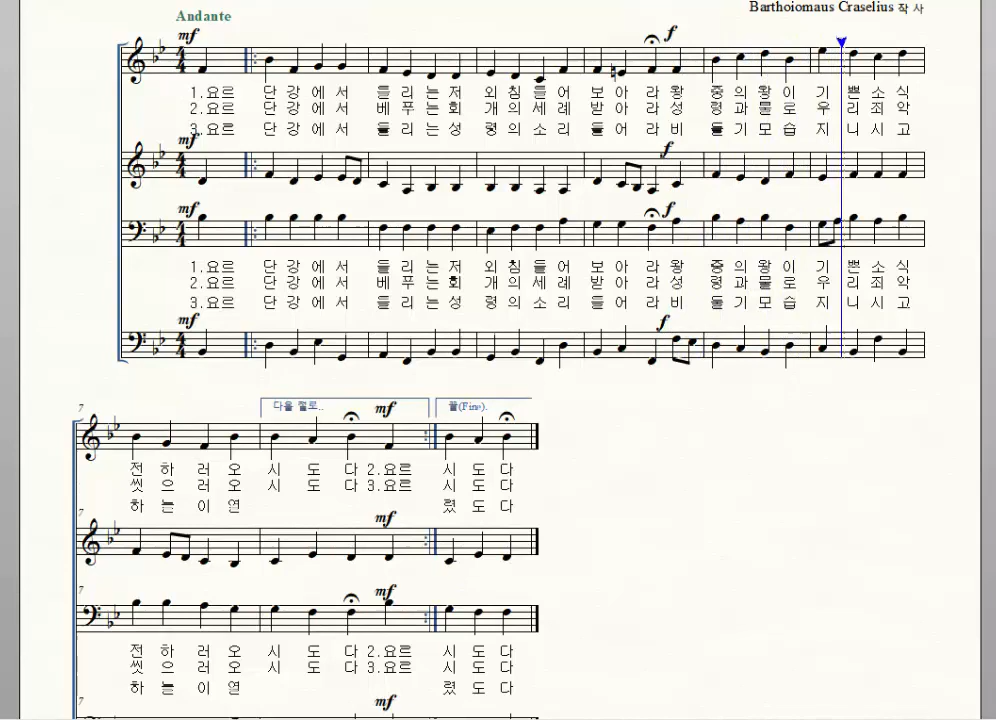 Andante
Bartholomaus Craselius 작 사
mf f
1.요르 단 강 에 서 들 리 는 저 외 침 들 어 보 아 라 왕 중 의 왕 이 기 쁜 소 식
2.요르 단 강 에 서 베 푸 는 회 개 의 세 례 받 아 라 성 령 과 물 로 우 리 죄 악
3.요르 단 강 에 서 들 리 는 성 령 의 소 리 들 어 라 비 둘 기 모 습 지 니 시 고
mf f
mf f
1.요르 단 강 에 서 들 리 는 저 외 침 들 어 보 아 라 왕 중 의 왕 이 기 쁜 소 식
2.요르 단 강 에 서 베 푸 는 회 개 의 세 례 받 아 라 성 령 과 물 로 우 리 죄 악
3.요르 단 강 에 서 들 리 는 성 령 의 소 리 들 어 라 비 둘 기 모 습 지 니 시 고
mf f
7 다음 절로.. mf 끝(Fine).
전 하 러 오 시 도 다 2.요르 시 도 다
씻 으 러 오 시 도 다 3.요르 시 도 다
하 는 이 열 렸 도 다
7 mf
7 mf
전 하 러 오 시 도 다 2.요르 시 도 다
씻 으 러 오 시 도 다 3.요르 시 도 다
하 는 이 열 렸 도 다
7 mf